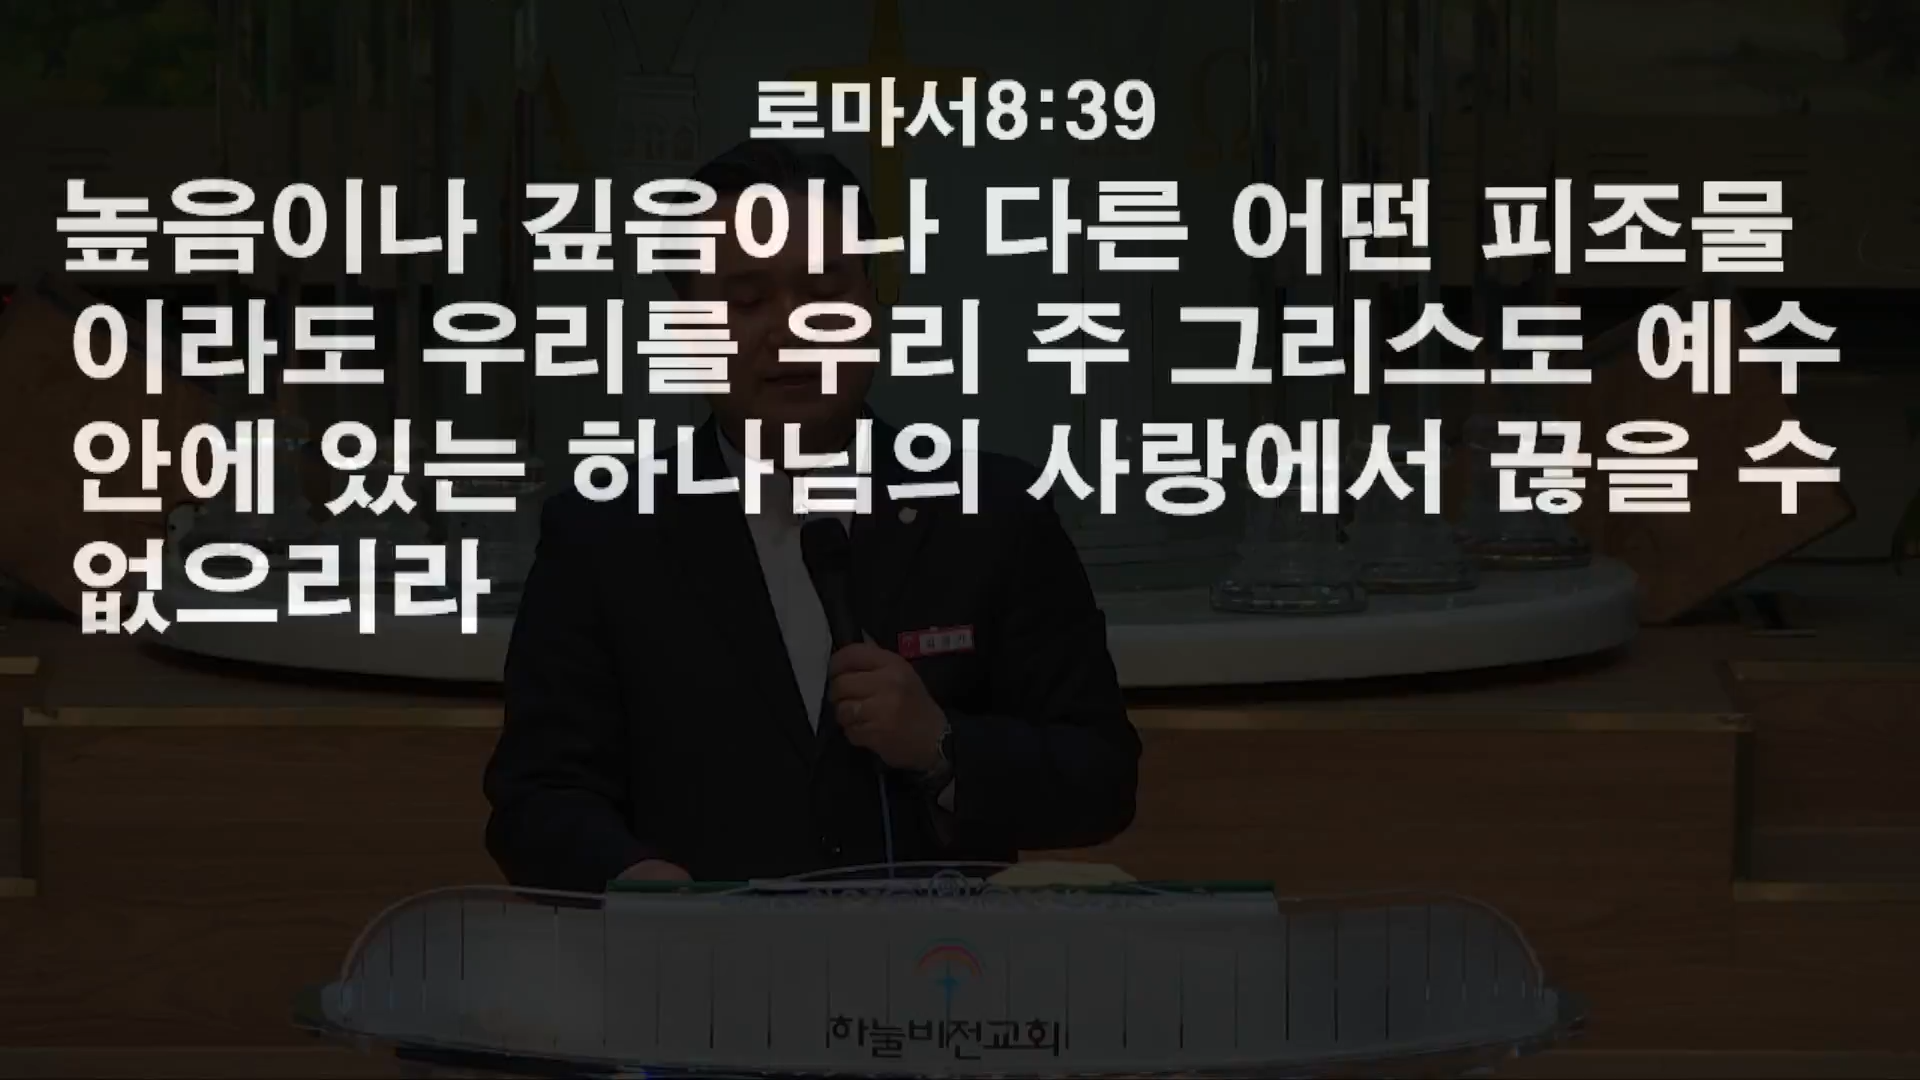 로마서8:39
높음이나 깊음이나 다른 어떤 피조물
이라도 우리를 우리 주 그리스도 예수
안에 있는 하나님의 사랑에서 끊을 수
없으리라
하늘비전교회